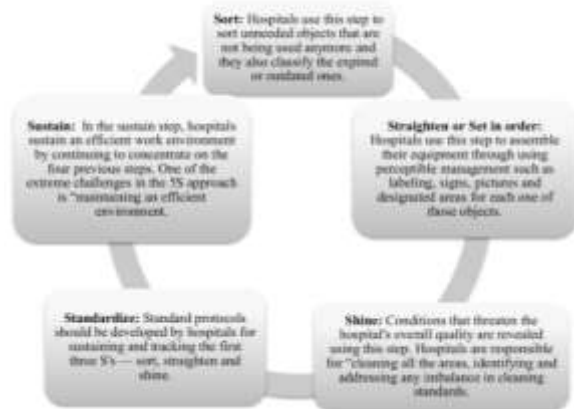 Sort: Hospitals use this step to
sort unneeded objects that are
not being used anymore and
they also classify the expired
or outdated ones.
Straighten or Set in order:
Hospitals use this step to assemble
their equipment through using
perceptible management such as
labeling, signs, pictures and
designated areas for each one of
those objects.
Shine: Conditions that threaten the
hospital's overall quality are revealed
using this step. Hospitals are responsible
for "cleaning all the areas, identifying and
addressing any imbalance in cleaning
standards.
Standardize: Standard protocols
should be developed by hospitals for
sustaining and tracking the first
three S's — sort, straighten and
shine.
Sustain: In the sustain step, hospitals
sustain an efficient work environment
by continuing to concentrate on the
four previous steps. One of the
extreme challenges in the 5S approach
is "maintaining an efficient
environment.